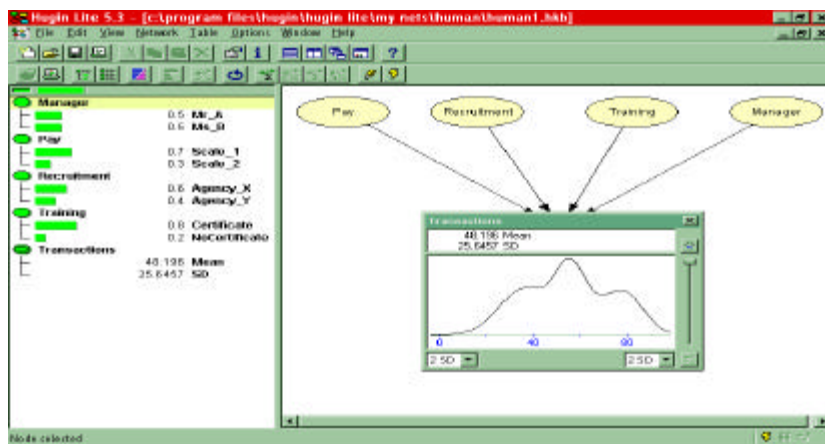 Hugin Lite 5.3 - [c:\program files\hugin\hugin lite\my nets\human\human1.hkb]
File Edit View Network Table Options Window Help
Manager
0.5 Mr_A
0.5 Ms_B
Pay
0.7 Scale_1
0.3 Scale_2
Recruitment
0.6 Agency_X
0.4 Agency_Y
Training
0.8 Certificate
0.2 NoCertificate
Transactions
48.196 Mean
25.6457 SD
Pay
Recruitment
Training
Manager
Transactions
48.196 Mean
25.6457 SD
0 40 80
2 SD
2 SD
Node selected